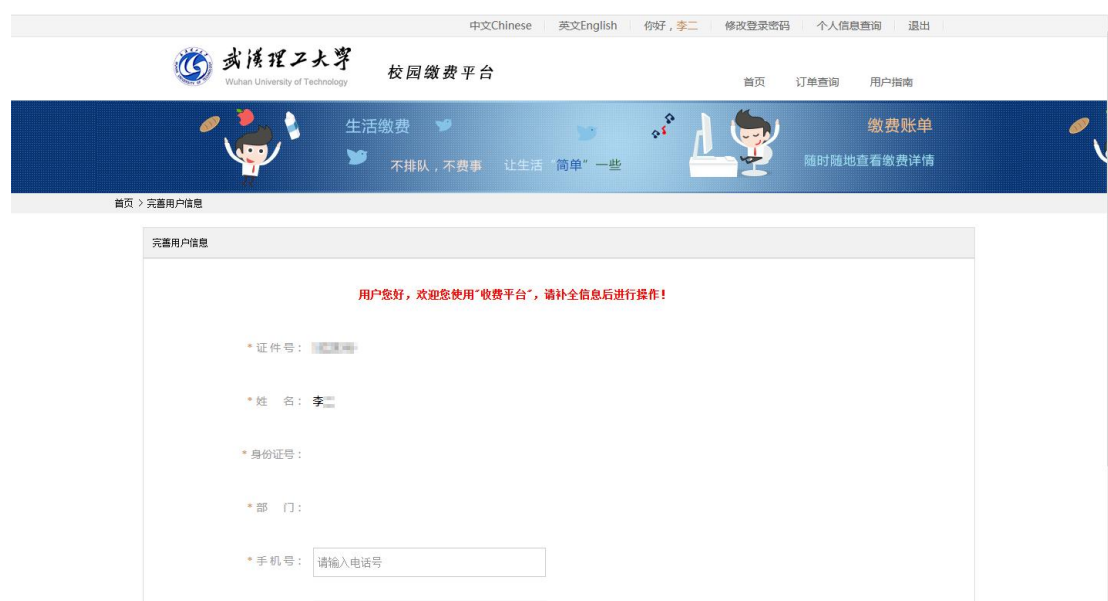 中文Chinese 英文English 你好，李二 修改登录密码 个人信息查询 退出
武汉理工大学
Wuhan University of Technology
校园缴费平台
首页 订单查询 用户指南
生活缴费
不排队，不费事 让生活“简单”一些
缴费账单
随时随地查看缴费详情
首页 > 完善用户信息
完善用户信息
用户您好，欢迎您使用"收费平台"，请补全信息后进行操作！
*证件号：
*姓 名：李
*身份证号：
*部 门：
*手机号：请输入电话号